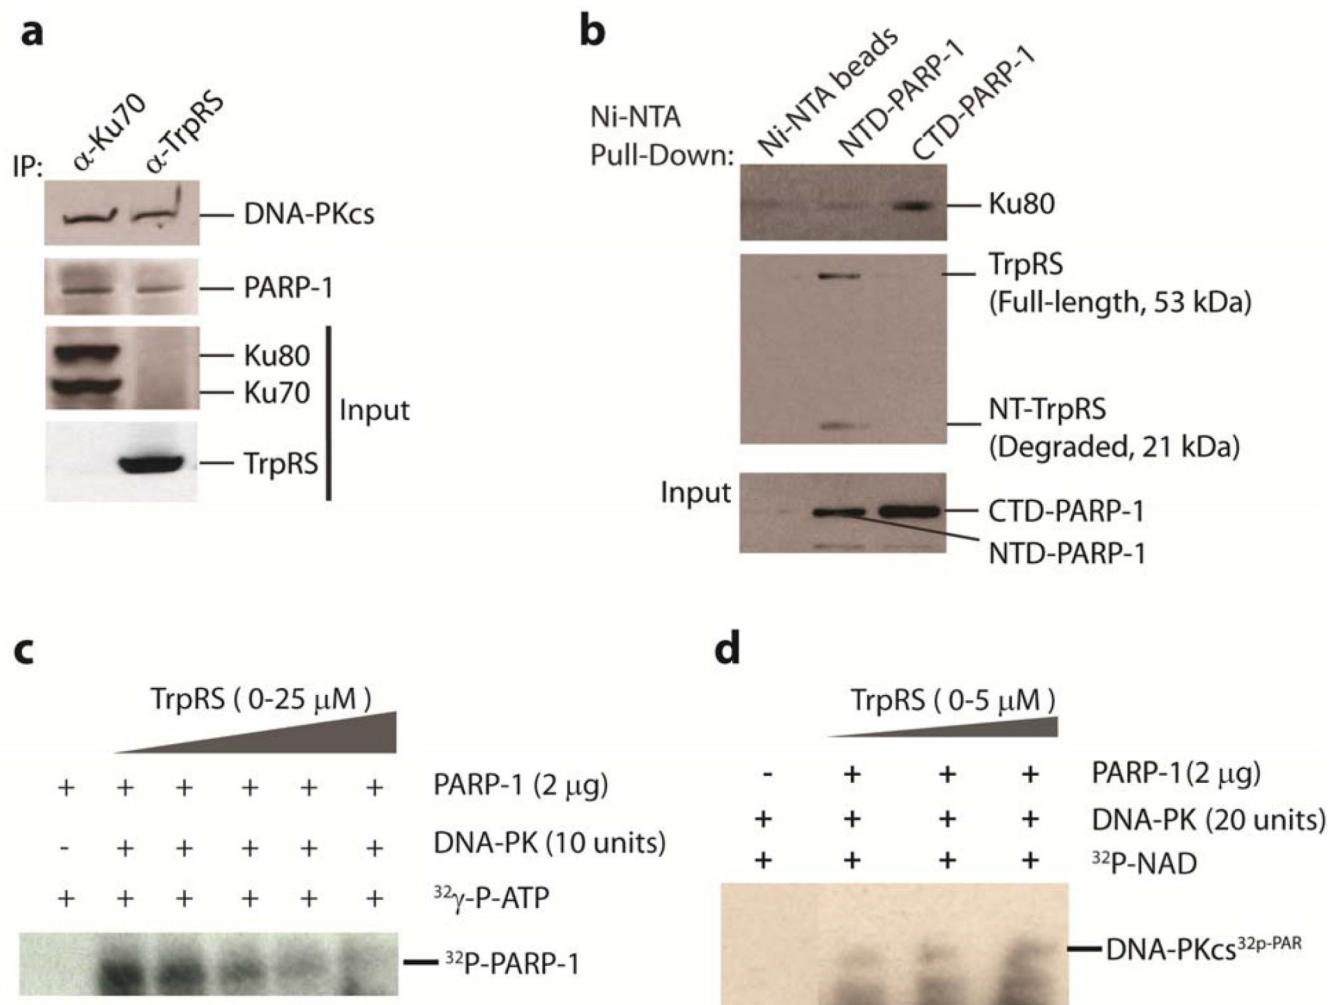 a
IP:
α-Ku70
α-TrpRS
DNA-PKcs
PARP-1
Ku80
Ku70
Input
TrpRS
b
Ni-NTA
Pull-Down:
Ni-NTA beads
NTD-PARP-1
CTD-PARP-1
Ku80
TrpRS
(Full-length, 53 kDa)
NT-TrpRS
(Degraded, 21 kDa)
Input
CTD-PARP-1
NTD-PARP-1
c
TrpRS ( 0-25 μM )
+ + + + + + PARP-1 (2 μg)
- + + + + + DNA-PK (10 units)
+ + + + + + ³²γ-P-ATP
³²P-PARP-1
d
TrpRS ( 0-5 μM )
- + + + PARP-1(2 μg)
+ + + + DNA-PK (20 units)
+ + + + ³²P-NAD
DNA-PKcs³²ᵖ⁻ᴾᴬᴿ